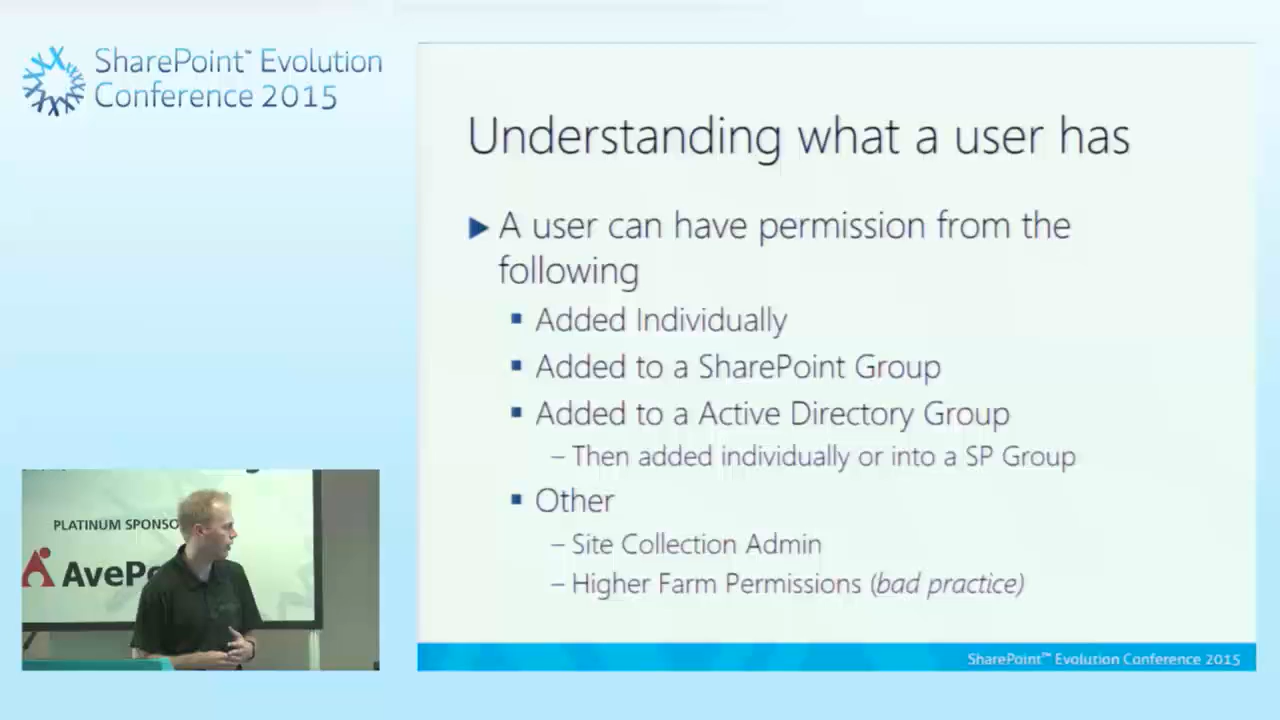 SharePoint™ Evolution
Conference 2015
Understanding what a user has
A user can have permission from the
following
Added Individually
Added to a SharePoint Group
Added to a Active Directory Group
– Then added individually or into a SP Group
Other
– Site Collection Admin
– Higher Farm Permissions (bad practice)
PLATINUM SPONSO
AveP
SharePoint™ Evolution Conference 2015